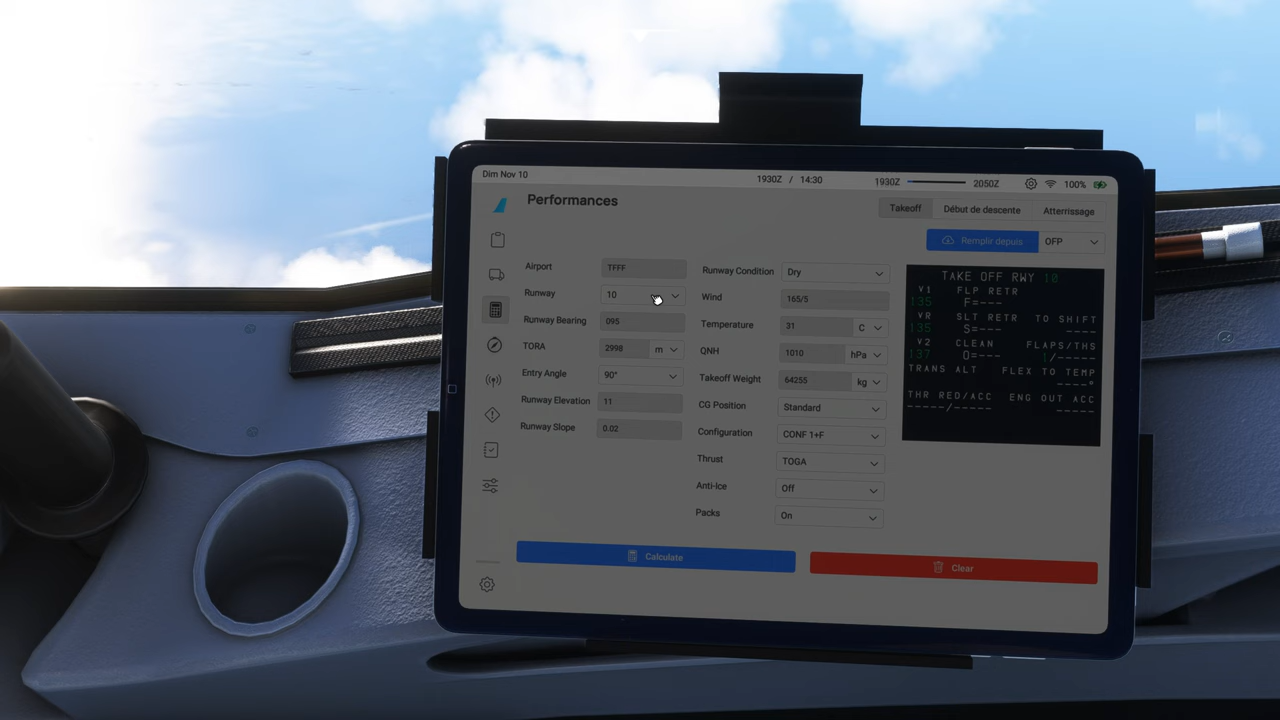 Dim Nov 10
1930Z / 14:30
1930Z 2050Z
100%
Performances
Takeoff Début de descente Atterrissage
Remplir depuis OFP
Airport TFFF
Runway 10
Runway Bearing 095
TORA 2998 m
Entry Angle 90°
Runway Elevation 11
Runway Slope 0.02
Runway Condition Dry
Wind 165/5
Temperature 31 C
QNH 1010 hPa
Takeoff Weight 64255 kg
CG Position Standard
Configuration CONF 1+F
Thrust TOGA
Anti-Ice Off
Packs On
TAKE OFF RWY 10
V1 FLP RETR
135 F=---
VR SLT RETR TO SHIFT
135 S=--- ----
V2 CLEAN FLAPS/THS
137 O=--- 1/-----
TRANS ALT FLEX TO TEMP
----°
THR RED/ACC ENG OUT ACC
-----/----- -----
Calculate
Clear